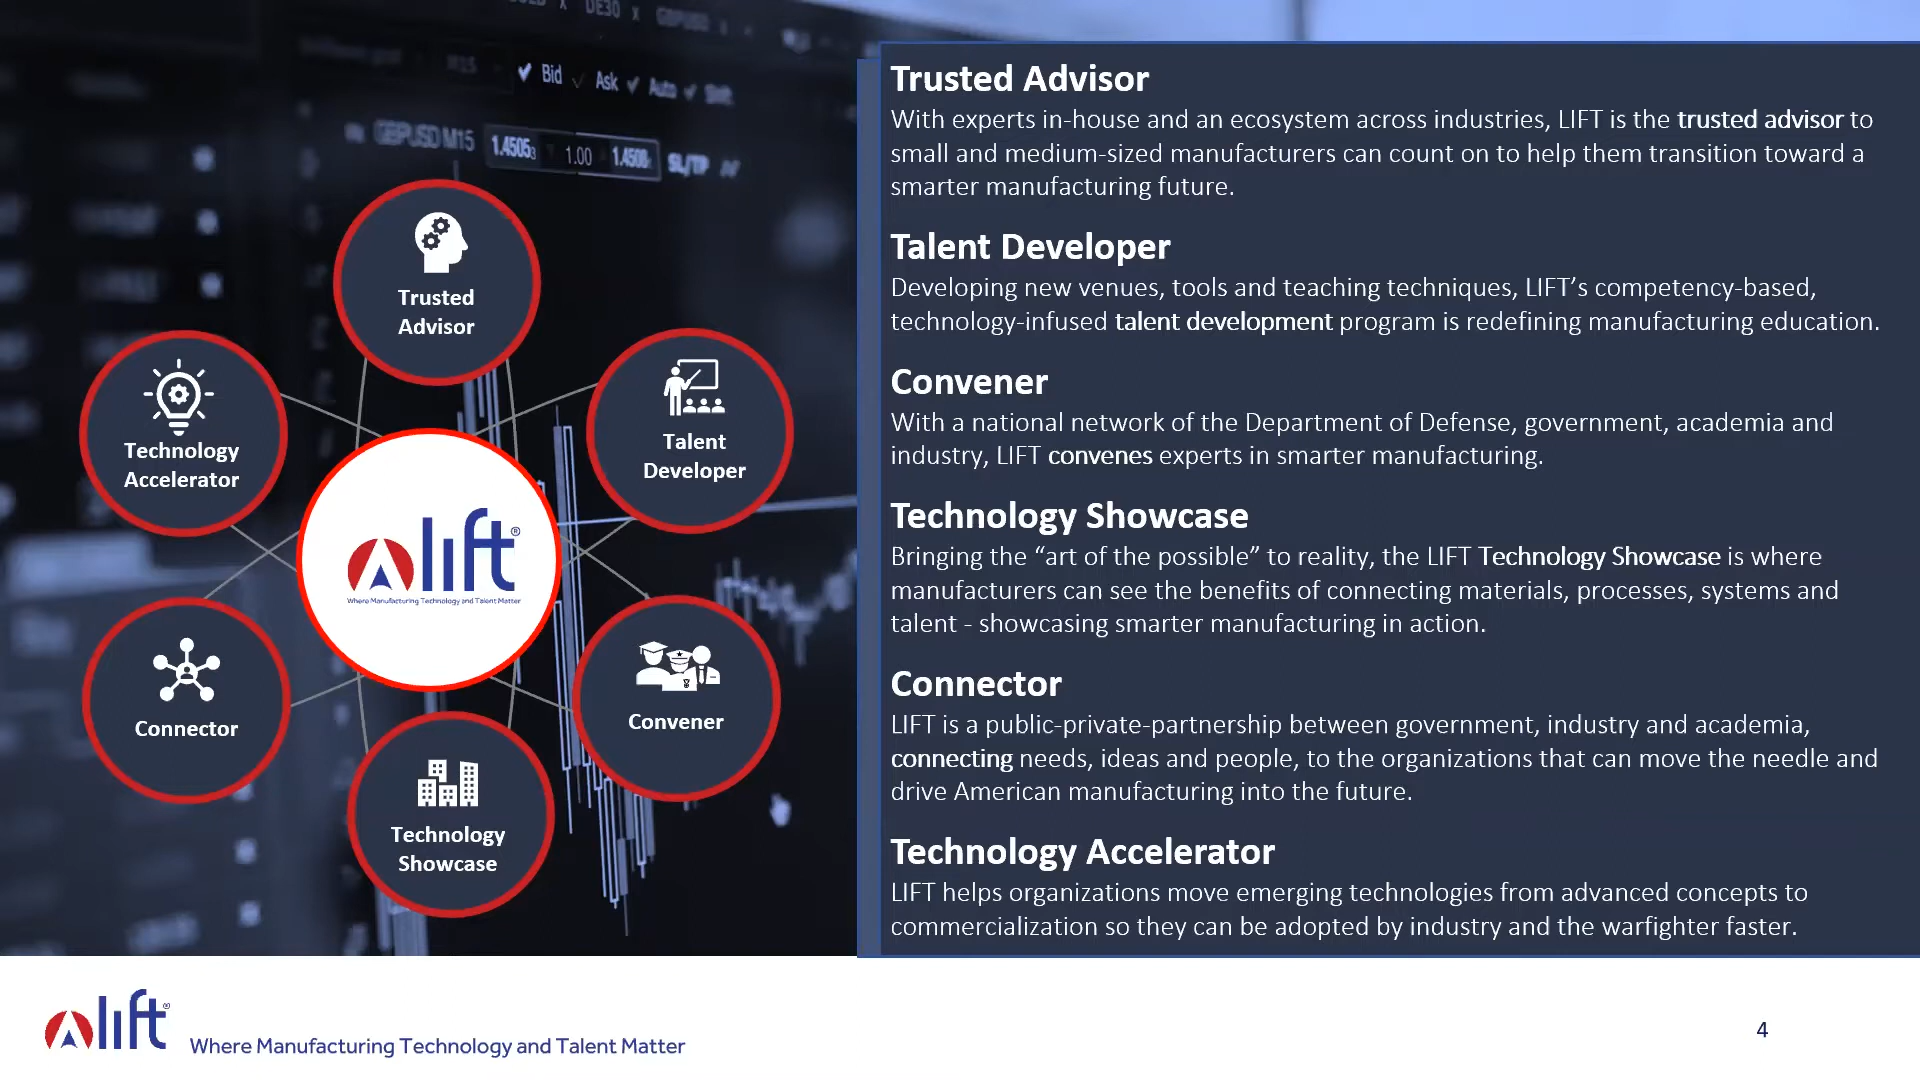 Bid
Ask
Auto
GBPUSD M15
1.4505
1.00
1.450
SL/TP
Trusted
Advisor
Technology
Accelerator
Talent
Developer
lift®
Where Manufacturing Technology and Talent Matter
Connector
Convener
Technology
Showcase
Trusted Advisor
With experts in-house and an ecosystem across industries, LIFT is the trusted advisor to
small and medium-sized manufacturers can count on to help them transition toward a
smarter manufacturing future.
Talent Developer
Developing new venues, tools and teaching techniques, LIFT’s competency-based,
technology-infused talent development program is redefining manufacturing education.
Convener
With a national network of the Department of Defense, government, academia and
industry, LIFT convenes experts in smarter manufacturing.
Technology Showcase
Bringing the “art of the possible” to reality, the LIFT Technology Showcase is where
manufacturers can see the benefits of connecting materials, processes, systems and
talent - showcasing smarter manufacturing in action.
Connector
LIFT is a public-private-partnership between government, industry and academia,
connecting needs, ideas and people, to the organizations that can move the needle and
drive American manufacturing into the future.
Technology Accelerator
LIFT helps organizations move emerging technologies from advanced concepts to
commercialization so they can be adopted by industry and the warfighter faster.
lift®
Where Manufacturing Technology and Talent Matter
4